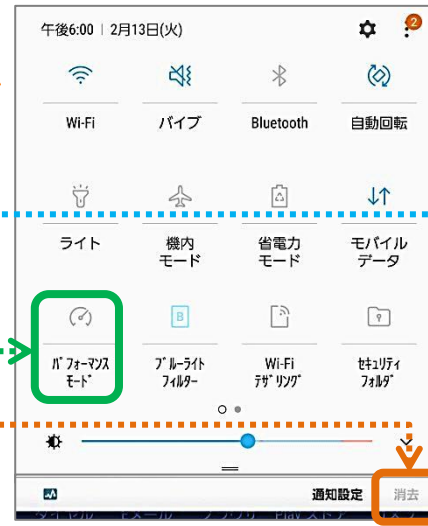 午後6:00 | 2月13日(火)
2
Wi-Fi バイブ Bluetooth 自動回転
ライト 機内モード 省電力モード モバイルデータ
B
ﾊﾟﾌｫｰﾏﾝｽ ﾌﾞﾙｰﾗｲﾄ Wi-Fi ｾｷｭﾘﾃｨ
ﾓｰﾄﾞ ﾌｨﾙﾀｰ ﾃｻﾞﾘﾝｸﾞ ﾌｫﾙﾀﾞ
通知設定 消去